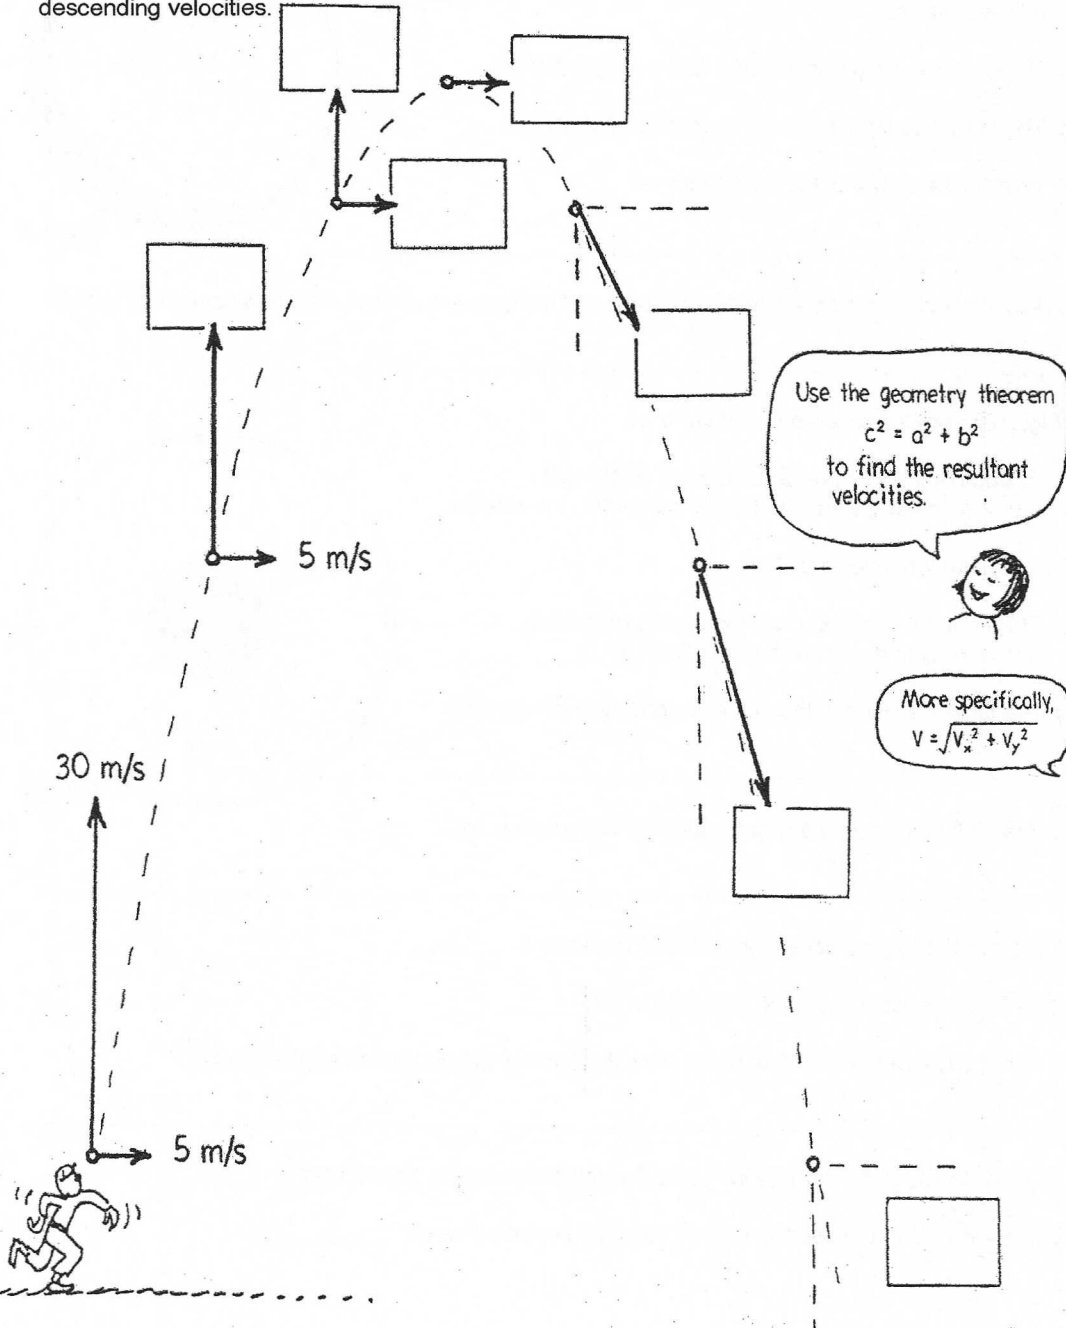 descending velocities.
Use the geometry theorem
c² = a² + b²
to find the resultant
velocities.
5 m/s
More specifically,
V = √Vₓ² + Vᵧ²
30 m/s
5 m/s